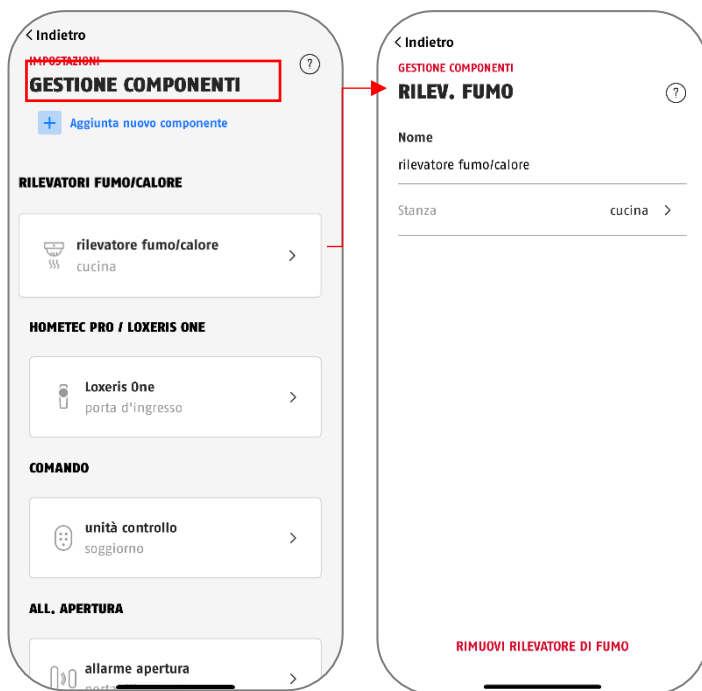 Indietro
IMPOSTAZIONI
GESTIONE COMPONENTI
?
+ Aggiunta nuovo componente
RILEVATORI FUMO/CALORE
rilevatore fumo/calore
cucina
HOMETEC PRO / LOXERIS ONE
Loxeris One
porta d'ingresso
COMANDO
unità controllo
soggiorno
ALL. APERTURA
allarme apertura
Indietro
GESTIONE COMPONENTI
RILEV. FUMO
?
Nome
rilevatore fumo/calore
Stanza cucina
RIMUOVI RILEVATORE DI FUMO